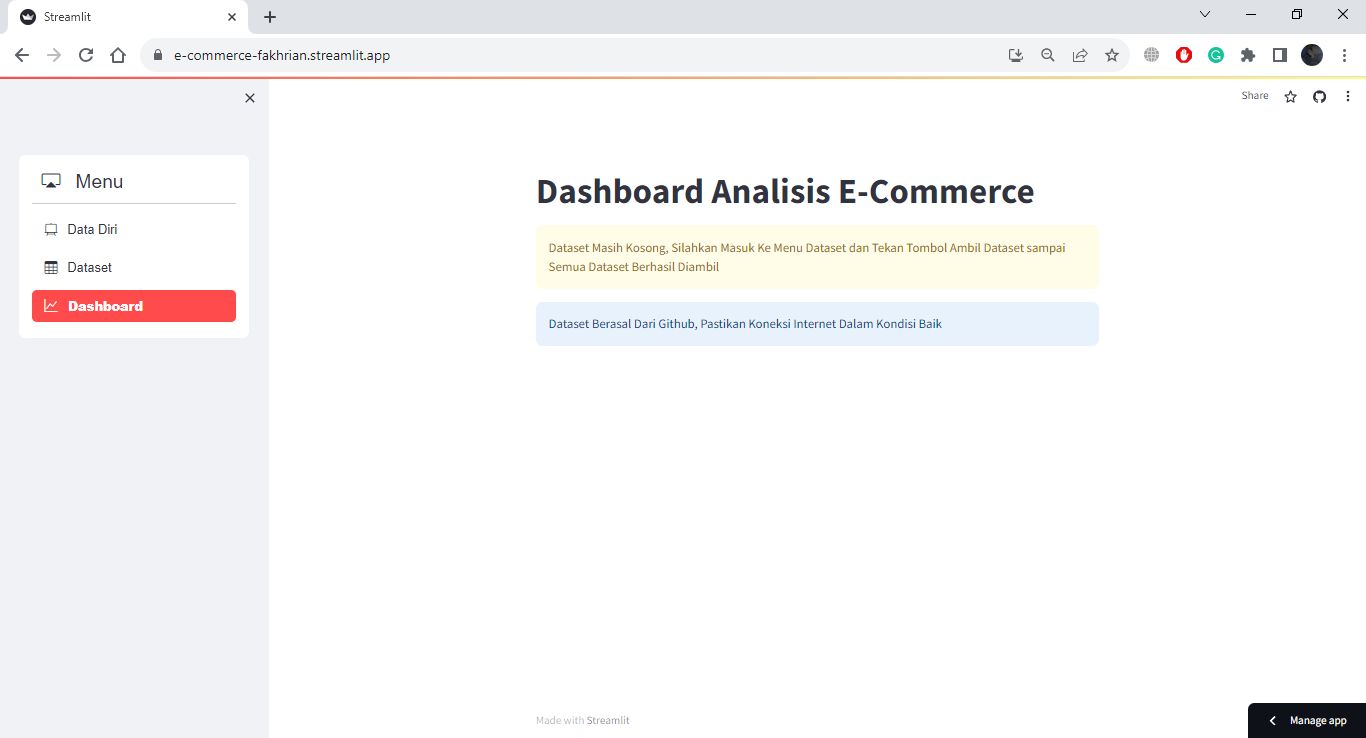 Streamlit
e-commerce-fakhrian.streamlit.app
Share
Menu
Data Diri
Dataset
Dashboard
Dashboard Analisis E-Commerce
Dataset Masih Kosong, Silahkan Masuk Ke Menu Dataset dan Tekan Tombol Ambil Dataset sampai
Semua Dataset Berhasil Diambil
Dataset Berasal Dari Github, Pastikan Koneksi Internet Dalam Kondisi Baik
Made with Streamlit
Manage app